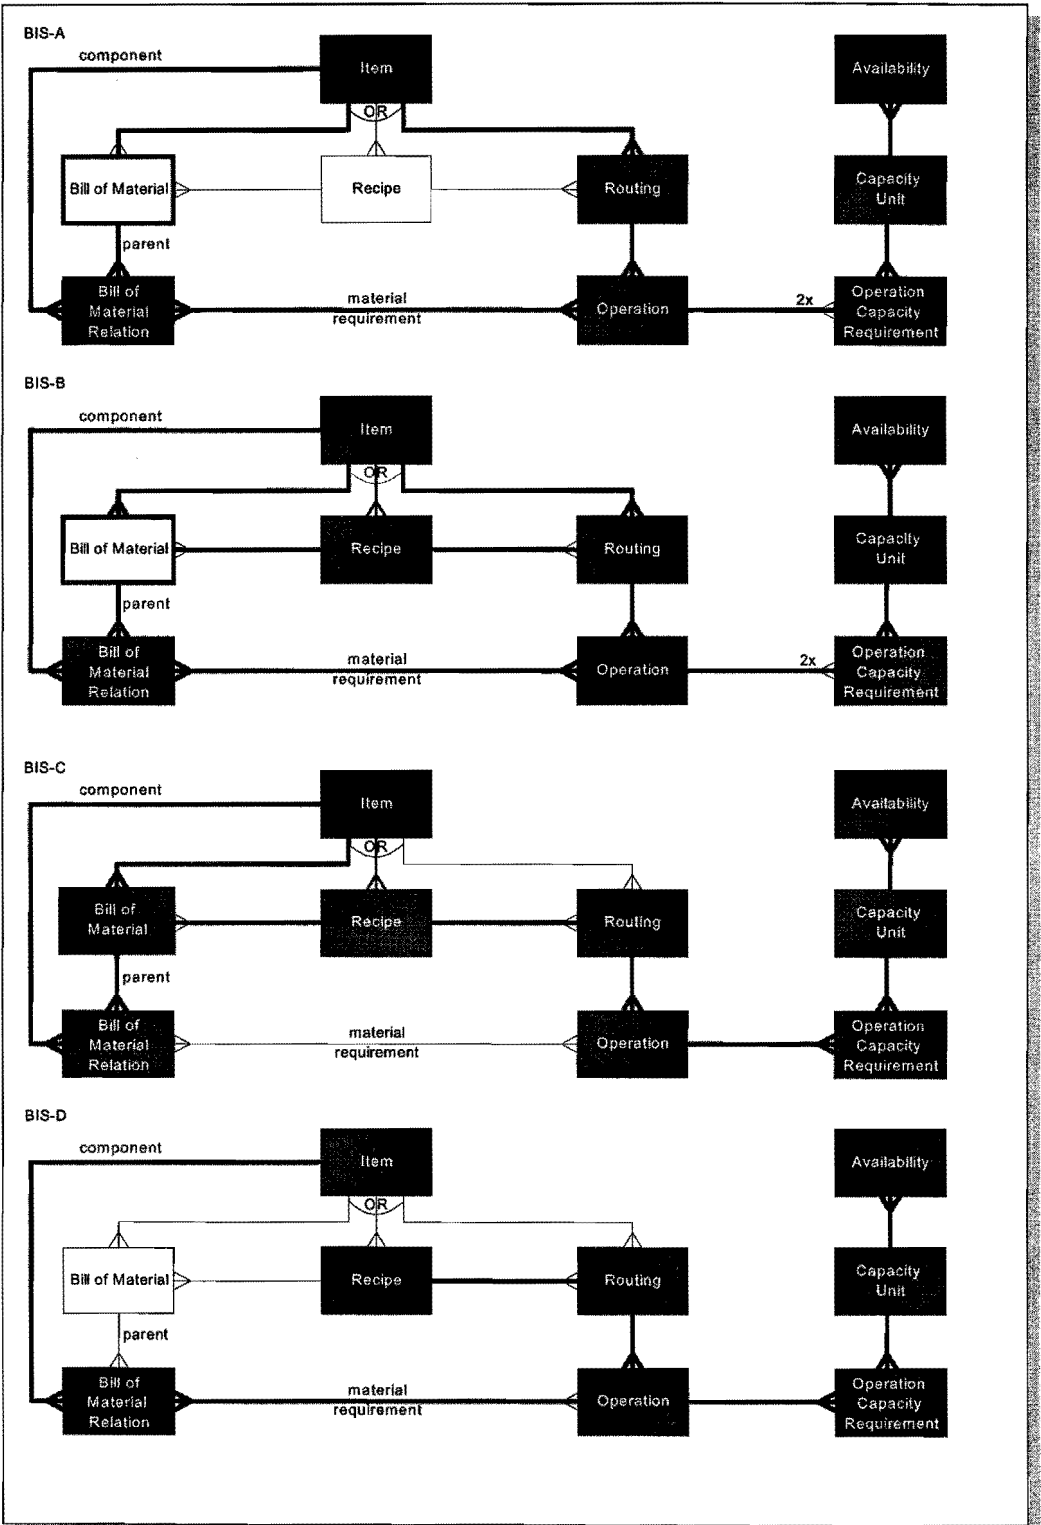 BIS-A
component
Item
Availability
OR
Bill of Material
Recipe
Routing
Capacity
Unit
parent
Bill of
Material
Relation
material
requirement
Operation
2x
Operation
Capacity
Requirement
BIS-B
component
Item
Availability
OR
Bill of Material
Recipe
Routing
Capacity
Unit
parent
Bill of
Material
Relation
material
requirement
Operation
2x
Operation
Capacity
Requirement
BIS-C
component
Item
Availability
OR
Bill of
Material
Recipe
Routing
Capacity
Unit
parent
Bill of
Material
Relation
material
requirement
Operation
Operation
Capacity
Requirement
BIS-D
component
Item
Availability
OR
Bill of Material
Recipe
Routing
Capacity
Unit
parent
Bill of
Material
Relation
material
requirement
Operation
Operation
Capacity
Requirement